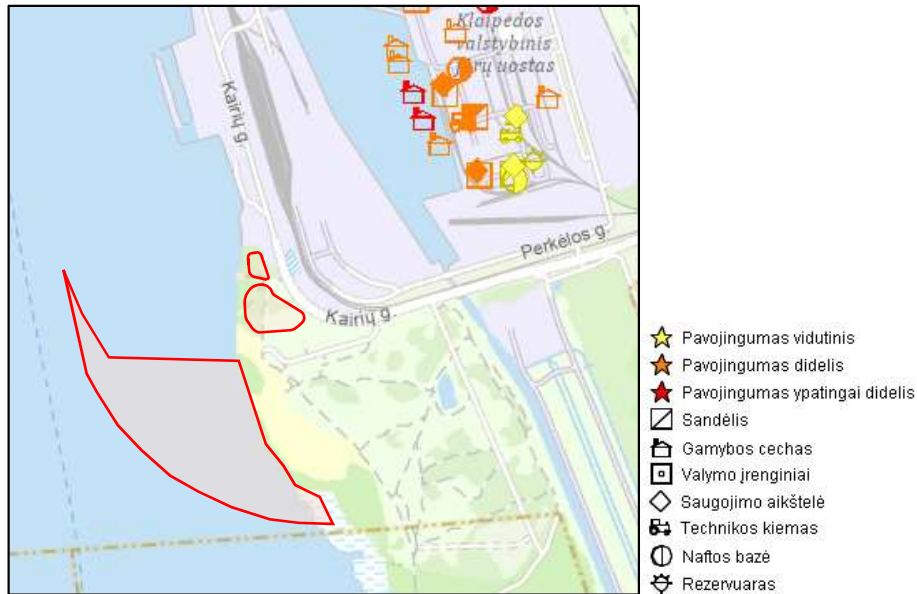 Klaipėdos
valstybinis
jūrų uostas
Kairių g.
Perkėlos g.
Kairių g.
Pavojingumas vidutinis
Pavojingumas didelis
Pavojingumas ypatingai didelis
Sandėlis
Gamybos cechas
Valymo įrenginiai
Saugojimo aikštelė
Technikos kiemas
Naftos bazė
Rezervuaras